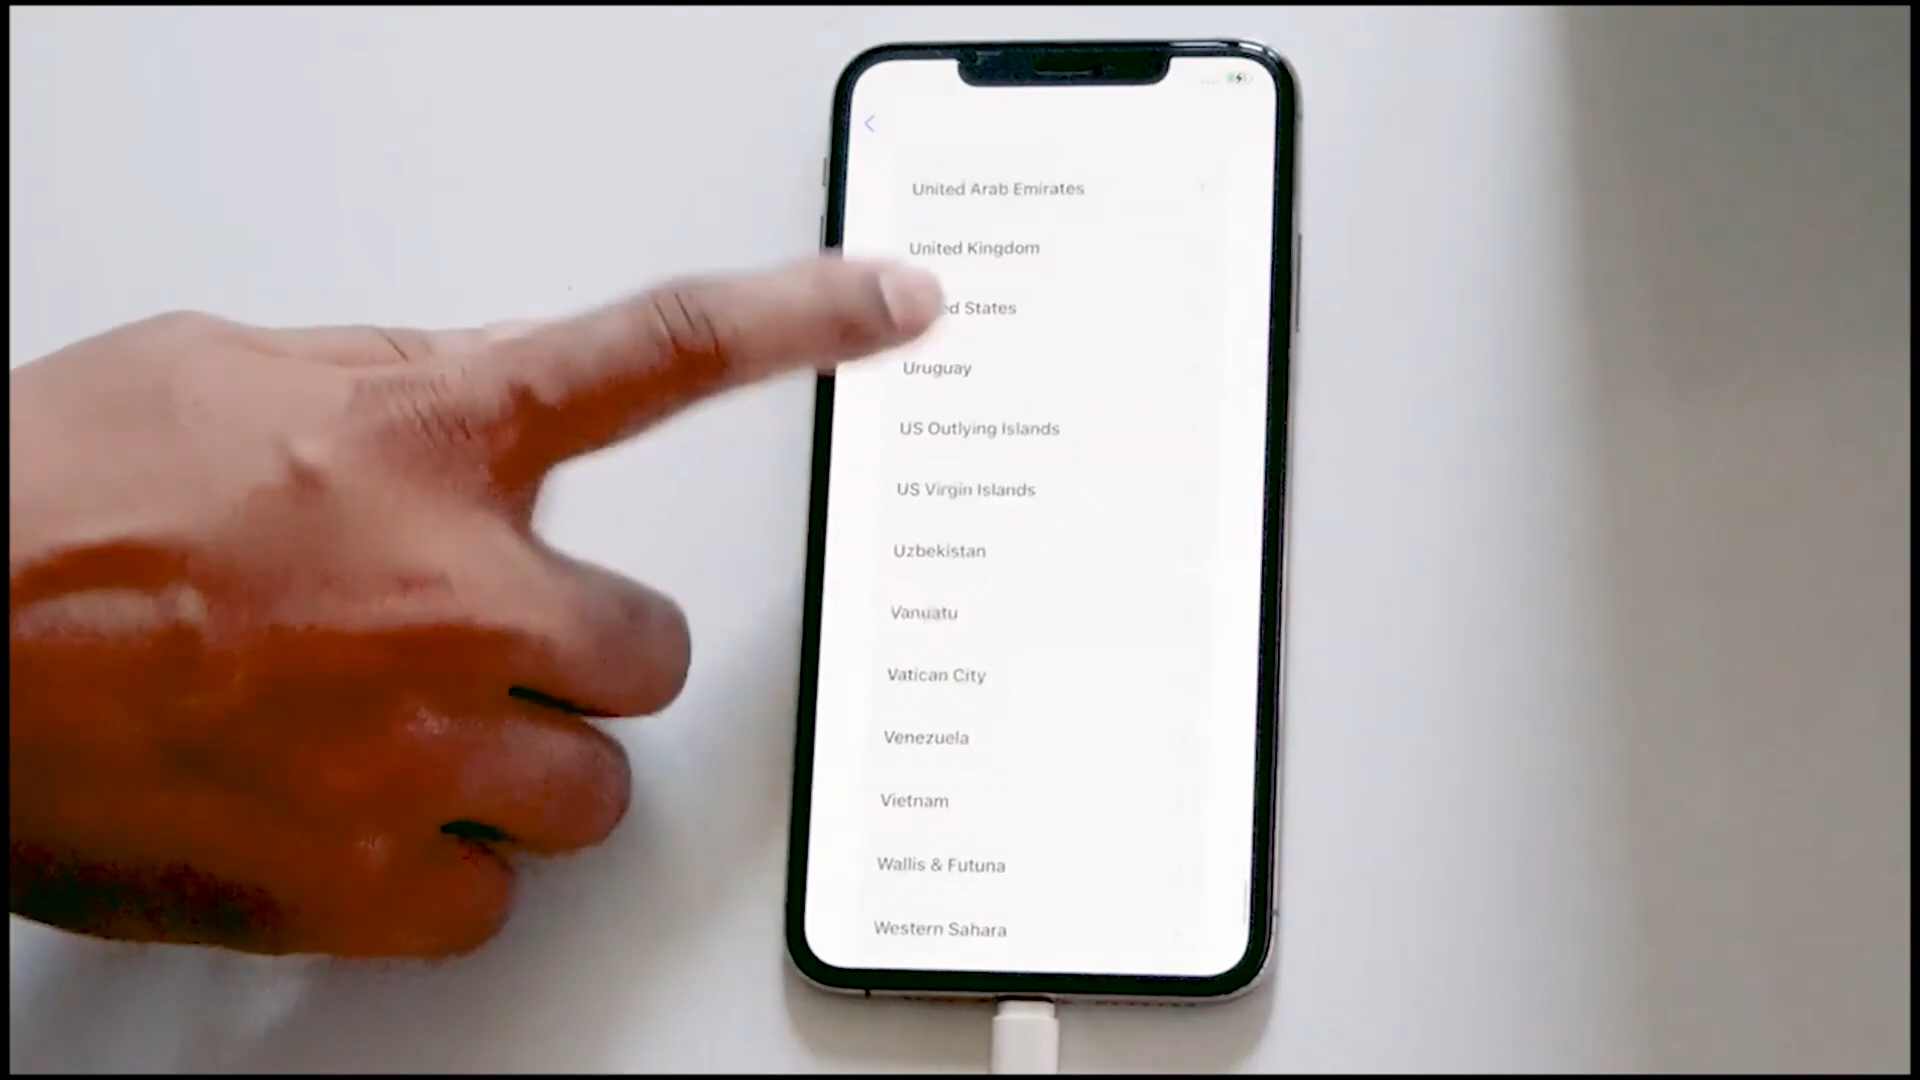 United Arab Emirates
United Kingdom
ed States
Uruguay
US Outlying Islands
US Virgin Islands
Uzbekistan
Vanuatu
Vatican City
Venezuela
Vietnam
Wallis & Futuna
Western Sahara